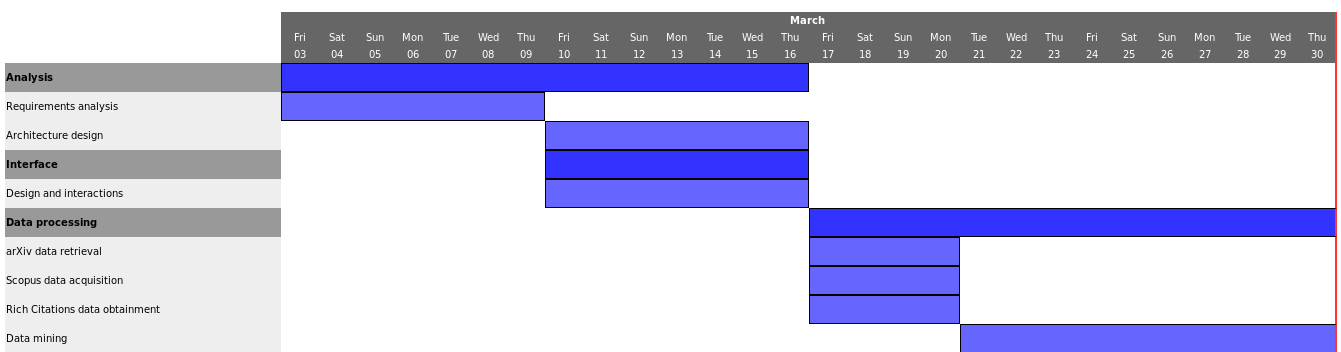 March
Fri Sat Sun Mon Tue Wed Thu Fri Sat Sun Mon Tue Wed Thu Fri Sat Sun Mon Tue Wed Thu Fri Sat Sun Mon Tue Wed Thu
03 04 05 06 07 08 09 10 11 12 13 14 15 16 17 18 19 20 21 22 23 24 25 26 27 28 29 30
Analysis
Requirements analysis
Architecture design
Interface
Design and interactions
Data processing
arXiv data retrieval
Scopus data acquisition
Rich Citations data obtainment
Data mining